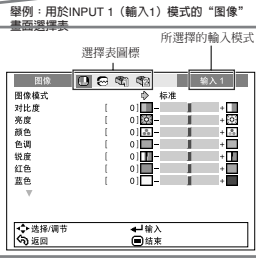 舉例：用於INPUT 1（輸入1）模式的“图像”
畫面選擇表
所選擇的輸入模式
選擇表圖標
图像 输入 1
图像模式 标准
对比度 [ 0] - +
亮度 [ 0] - +
颜色 [ 0] - +
色调 [ 0] - +
锐度 [ 0] - +
红色 [ 0] - +
蓝色 [ 0] - +
选择/调节 输入
返回 结束